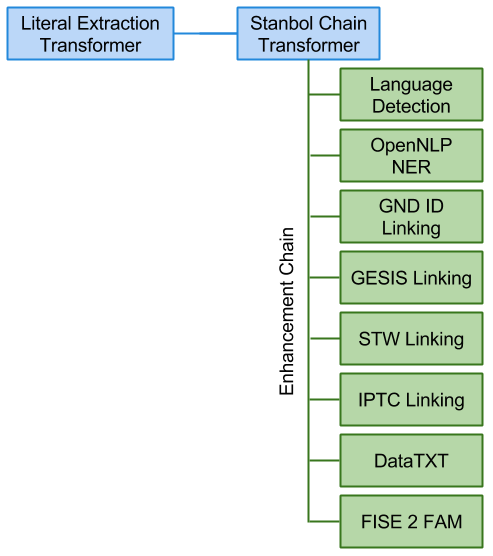 Literal Extraction
Transformer
Stanbol Chain
Transformer
Language
Detection
OpenNLP
NER
GND ID
Linking
GESIS Linking
STW Linking
IPTC Linking
DataTXT
FISE 2 FAM
Enhancement Chain